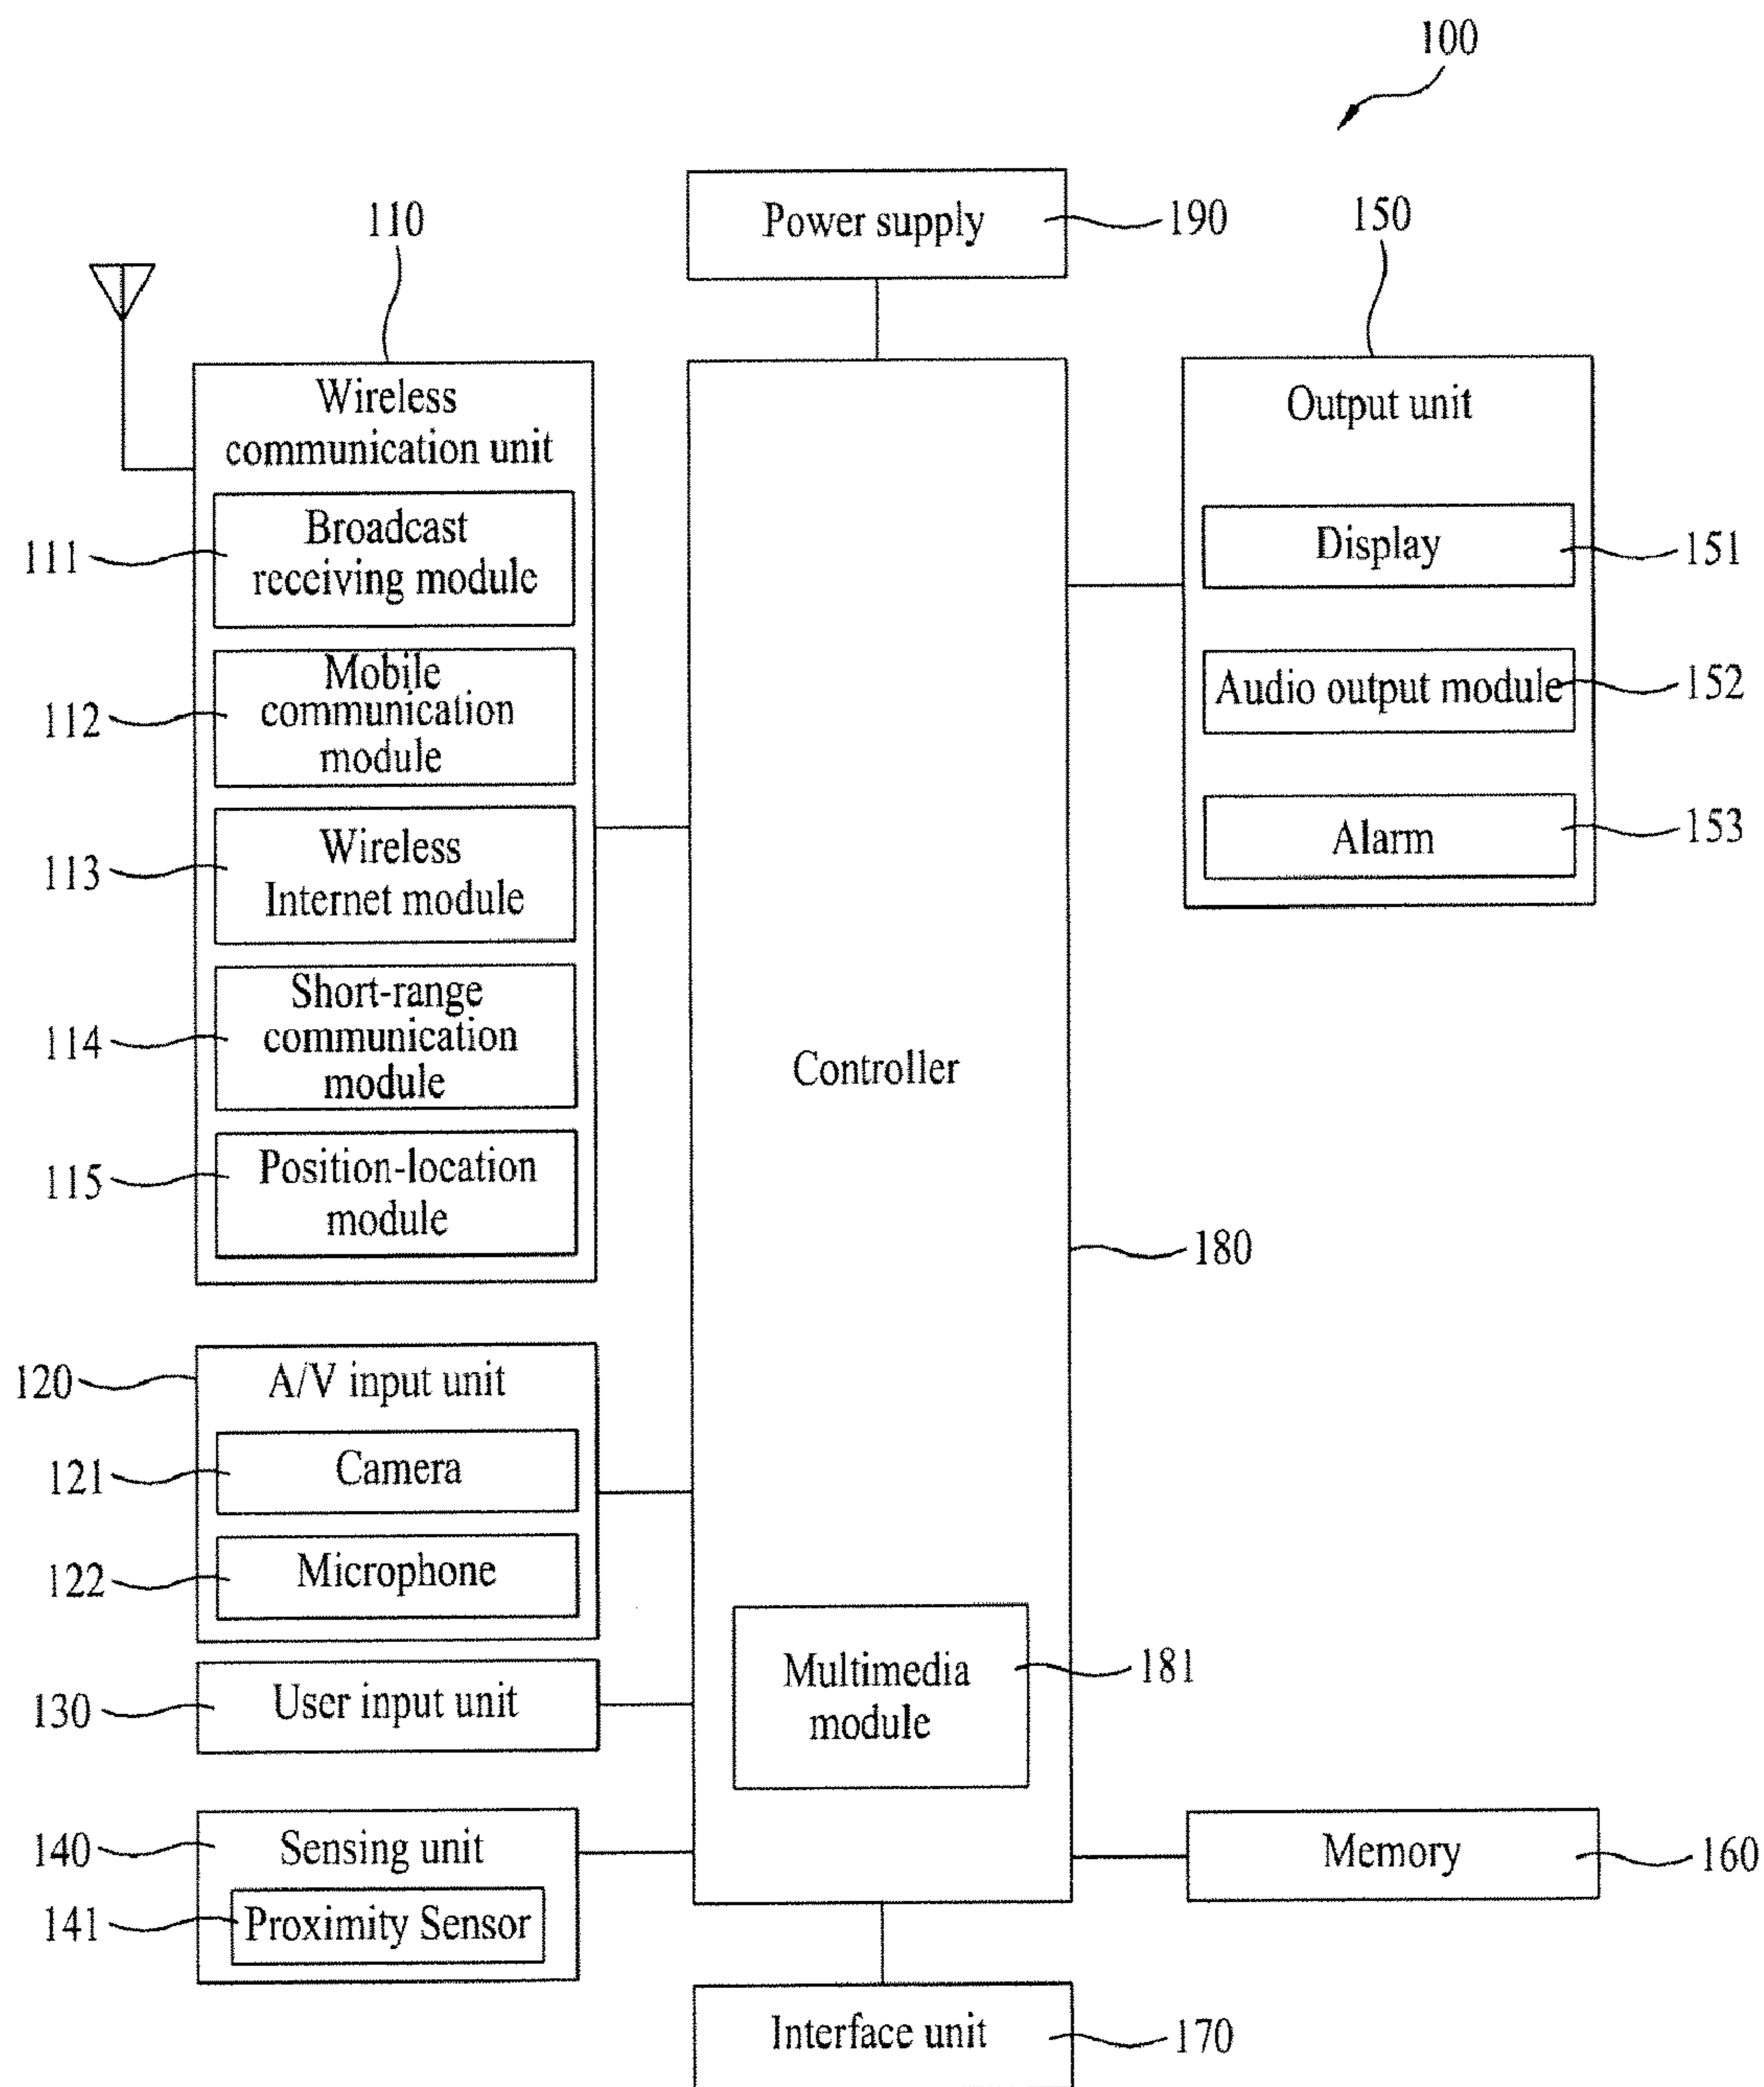 100
Power supply
190
110
150
Wireless
communication unit
Broadcast
receiving module
111
Mobile
communication
module
112
Wireless
Internet module
113
Short-range
communication
module
114
Position-location
module
115
Output unit
Display
151
Audio output module
152
Alarm
153
Controller
180
120
A/V input unit
121
Camera
122
Microphone
130
User input unit
Multimedia
module
181
140
Sensing unit
141
Proximity Sensor
Memory
160
Interface unit
170